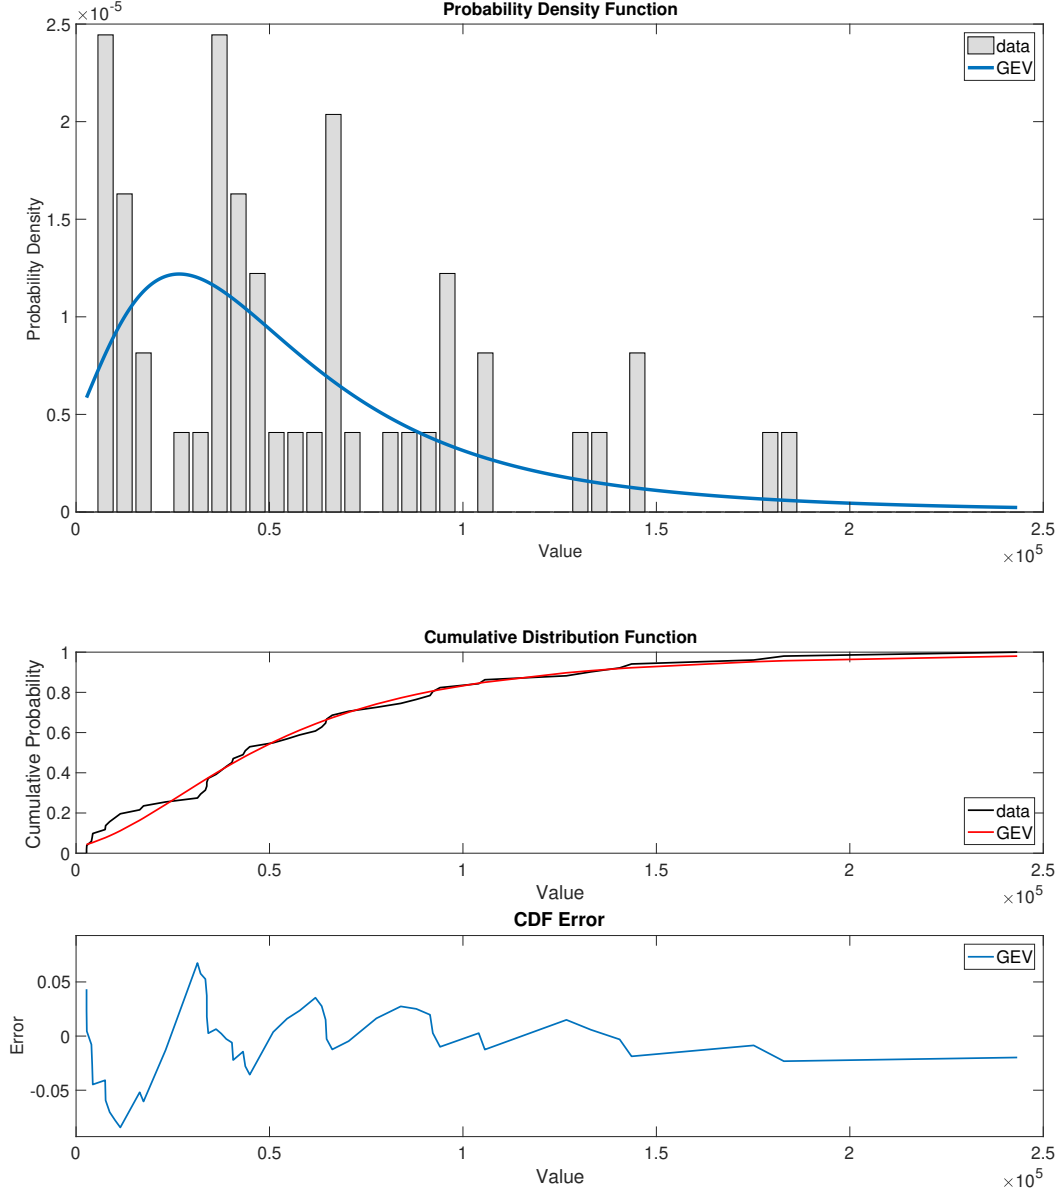 Probability Density Function
×10⁻⁵
2.5
2
1.5
1
0.5
0
Probability Density
data
GEV
0 0.5 1 1.5 2 2.5
Value
×10⁵
Cumulative Distribution Function
1
0.8
0.6
0.4
0.2
0
Cumulative Probability
data
GEV
0 0.5 1 1.5 2 2.5
Value
×10⁵
CDF Error
0.05
0
-0.05
Error
GEV
0 0.5 1 1.5 2 2.5
Value
×10⁵